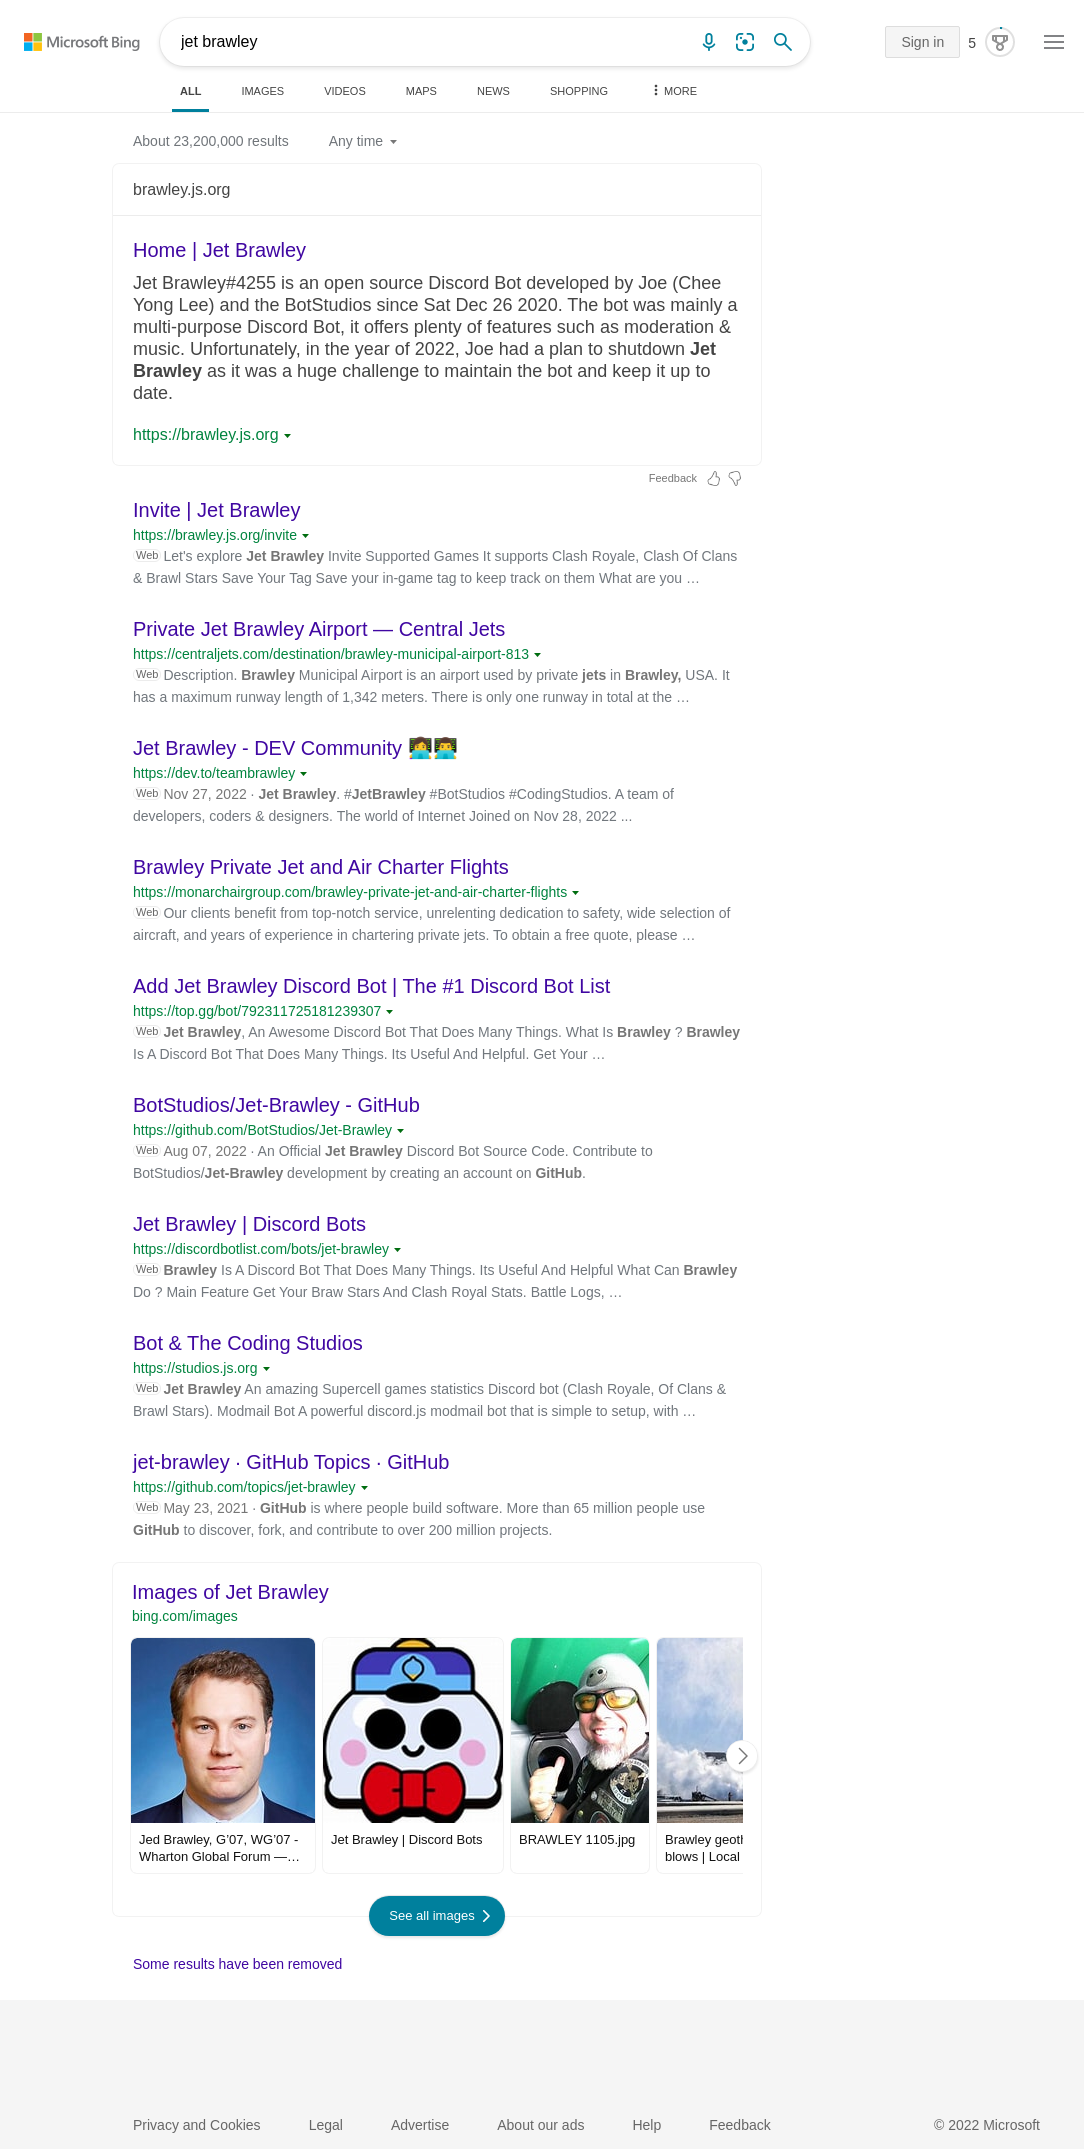 Microsoft Bing
jet brawley
Sign in
5
ALL IMAGES VIDEOS MAPS NEWS SHOPPING MORE
About 23,200,000 results Any time
brawley.js.org
Home | Jet Brawley
Jet Brawley#4255 is an open source Discord Bot developed by Joe (Chee
Yong Lee) and the BotStudios since Sat Dec 26 2020. The bot was mainly a
multi-purpose Discord Bot, it offers plenty of features such as moderation &
music. Unfortunately, in the year of 2022, Joe had a plan to shutdown Jet
Brawley as it was a huge challenge to maintain the bot and keep it up to
date.
https://brawley.js.org
Feedback
Invite | Jet Brawley
https://brawley.js.org/invite
Web Let's explore Jet Brawley Invite Supported Games It supports Clash Royale, Clash Of Clans
& Brawl Stars Save Your Tag Save your in-game tag to keep track on them What are you …
Private Jet Brawley Airport — Central Jets
https://centraljets.com/destination/brawley-municipal-airport-813
Web Description. Brawley Municipal Airport is an airport used by private jets in Brawley, USA. It
has a maximum runway length of 1,342 meters. There is only one runway in total at the …
Jet Brawley - DEV Community 👩‍💻👨‍💻
https://dev.to/teambrawley
Web Nov 27, 2022 · Jet Brawley. #JetBrawley #BotStudios #CodingStudios. A team of
developers, coders & designers. The world of Internet Joined on Nov 28, 2022 ...
Brawley Private Jet and Air Charter Flights
https://monarchairgroup.com/brawley-private-jet-and-air-charter-flights
Web Our clients benefit from top-notch service, unrelenting dedication to safety, wide selection of
aircraft, and years of experience in chartering private jets. To obtain a free quote, please …
Add Jet Brawley Discord Bot | The #1 Discord Bot List
https://top.gg/bot/792311725181239307
Web Jet Brawley, An Awesome Discord Bot That Does Many Things. What Is Brawley ? Brawley
Is A Discord Bot That Does Many Things. Its Useful And Helpful. Get Your …
BotStudios/Jet-Brawley - GitHub
https://github.com/BotStudios/Jet-Brawley
Web Aug 07, 2022 · An Official Jet Brawley Discord Bot Source Code. Contribute to
BotStudios/Jet-Brawley development by creating an account on GitHub.
Jet Brawley | Discord Bots
https://discordbotlist.com/bots/jet-brawley
Web Brawley Is A Discord Bot That Does Many Things. Its Useful And Helpful What Can Brawley
Do ? Main Feature Get Your Braw Stars And Clash Royal Stats. Battle Logs, …
Bot & The Coding Studios
https://studios.js.org
Web Jet Brawley An amazing Supercell games statistics Discord bot (Clash Royale, Of Clans &
Brawl Stars). Modmail Bot A powerful discord.js modmail bot that is simple to setup, with …
jet-brawley · GitHub Topics · GitHub
https://github.com/topics/jet-brawley
Web May 23, 2021 · GitHub is where people build software. More than 65 million people use
GitHub to discover, fork, and contribute to over 200 million projects.
Images of Jet Brawley
bing.com/images
Jed Brawley, G'07, WG'07 -
Wharton Global Forum —…
Jet Brawley | Discord Bots
BRAWLEY 1105.jpg
Brawley geoth
blows | Local
See all images
Some results have been removed
Privacy and Cookies Legal Advertise About our ads Help Feedback © 2022 Microsoft